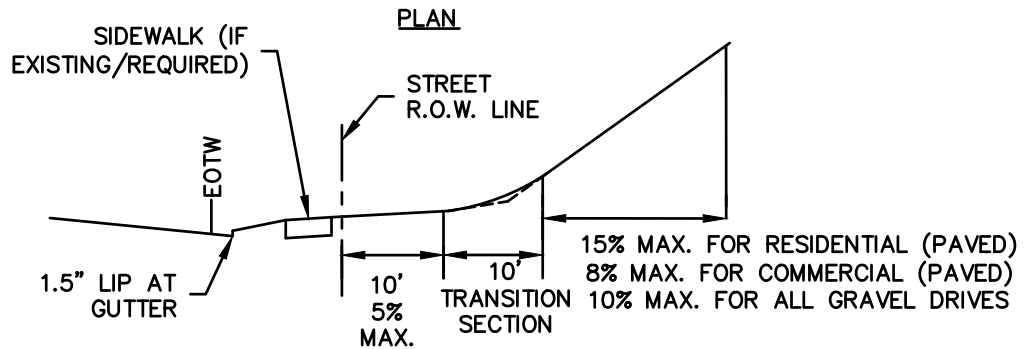 PLAN
SIDEWALK (IF
EXISTING/REQUIRED)
STREET
R.O.W. LINE
EOTW
1.5" LIP AT
GUTTER
10'
5%
MAX.
10'
TRANSITION
SECTION
15% MAX. FOR RESIDENTIAL (PAVED)
8% MAX. FOR COMMERCIAL (PAVED)
10% MAX. FOR ALL GRAVEL DRIVES